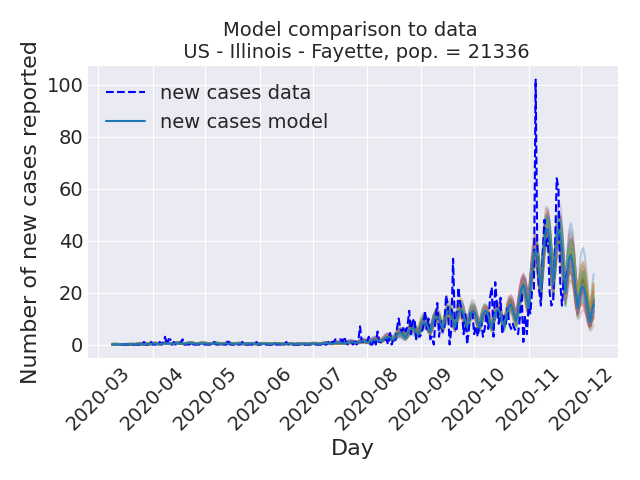 Model comparison to data
US - Illinois - Fayette, pop. = 21336
Number of new cases reported
100
80
60
40
20
0
new cases data
new cases model
2020-03
2020-04
2020-05
2020-06
2020-07
2020-08
2020-09
2020-10
2020-11
2020-12
Day